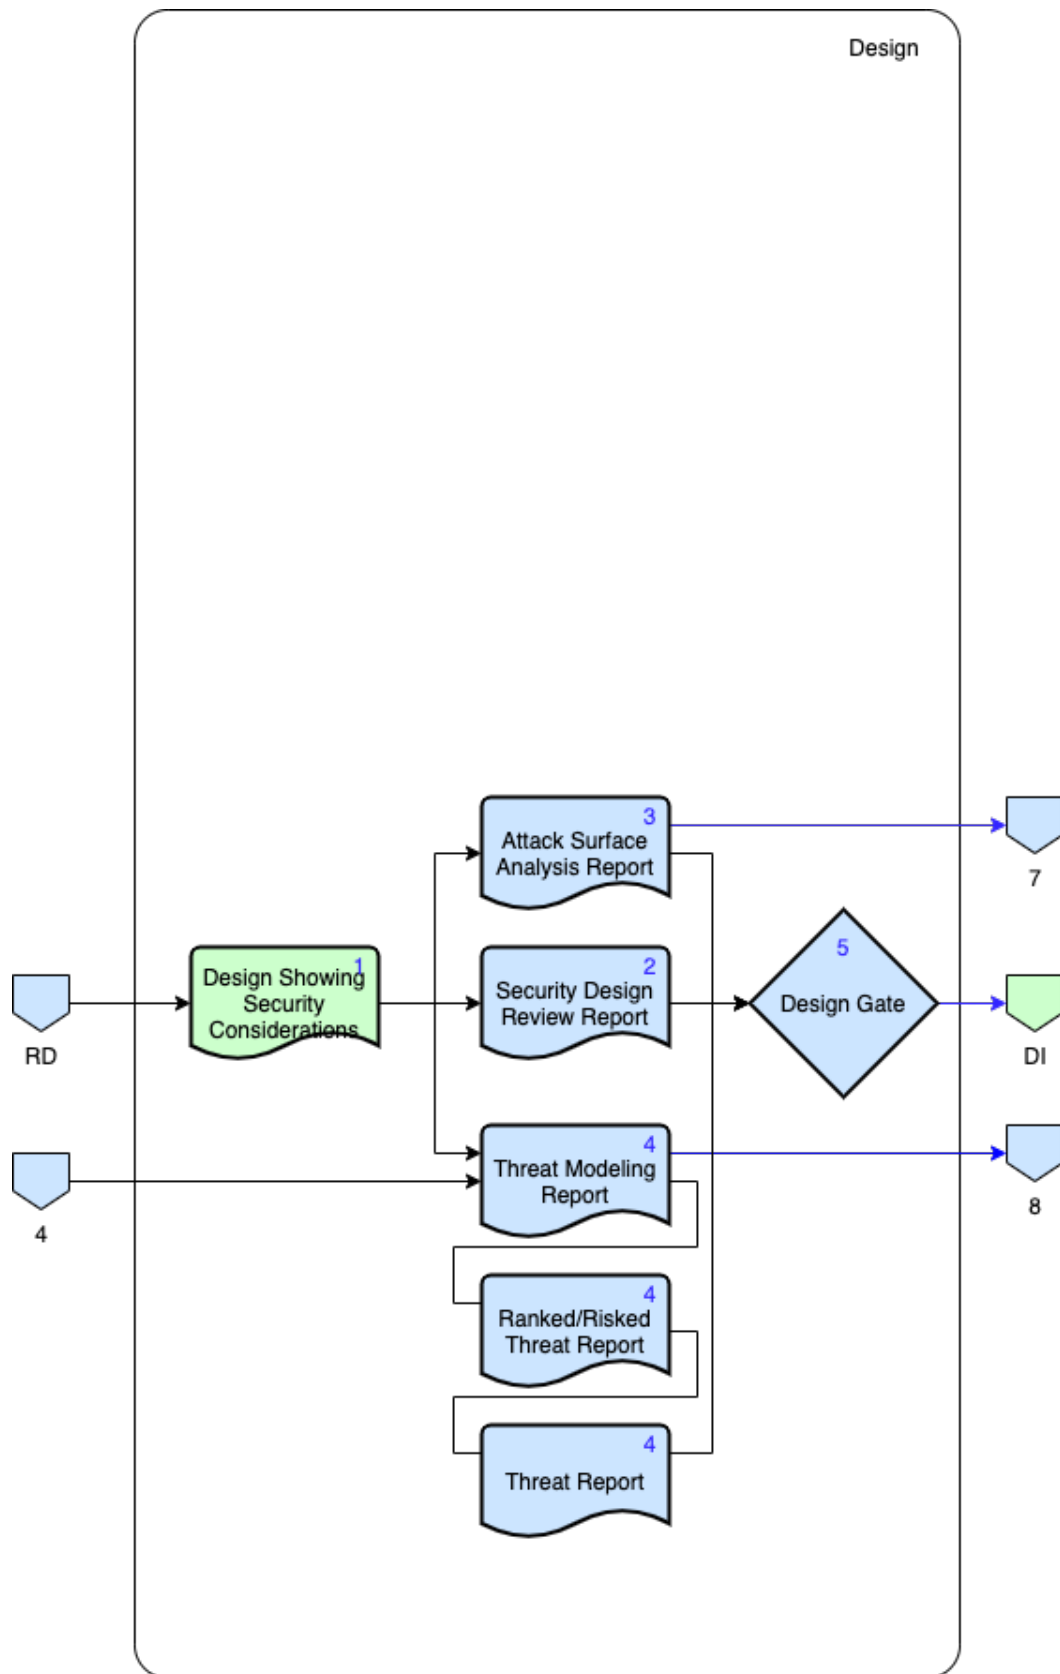 Design
3
Attack Surface
Analysis Report
7
1
Design Showing
Security
Considerations
2
Security Design
Review Report
5
Design Gate
RD
DI
4
Threat Modeling
Report
4
8
4
Ranked/Risked
Threat Report
4
Threat Report